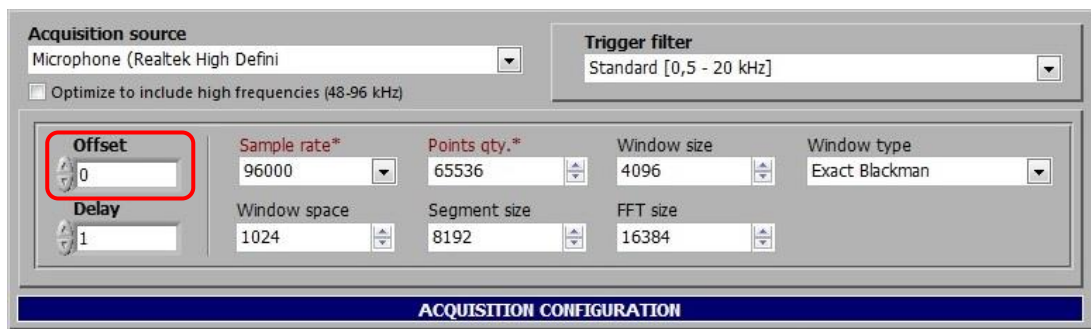 Acquisition source
Microphone (Realtek High Defini
Optimize to include high frequencies (48-96 kHz)
Trigger filter
Standard [0,5 - 20 kHz]
Offset
0
Sample rate*
96000
Points qty.*
65536
Window size
4096
Window type
Exact Blackman
Delay
1
Window space
1024
Segment size
8192
FFT size
16384
ACQUISITION CONFIGURATION